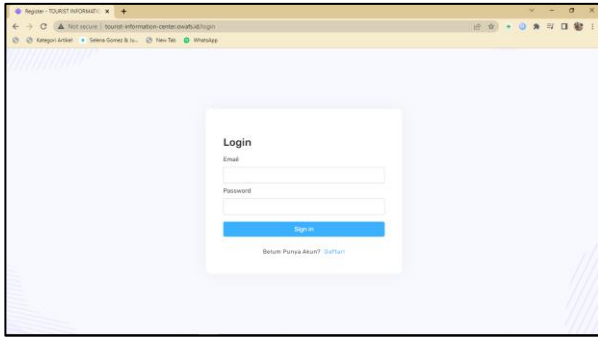 Register - TOURIST INFORMATIC
Not secure | tourist-information-center.owafs.id/login
Kategori Artikel Selena Gomez & Ju... New Tab WhatsApp
Login
Email
Password
Sign in
Belum Punya Akun? Daftar!